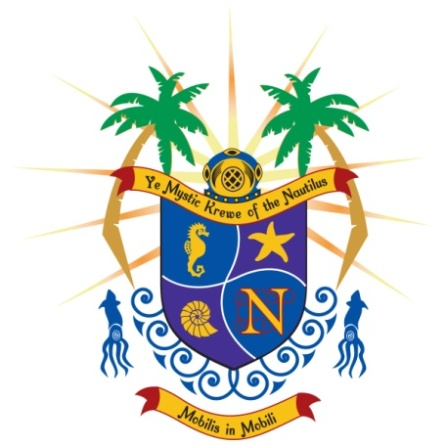 Ye Mystic Krewe of the Nautilus
N
Mobilis in Mobili